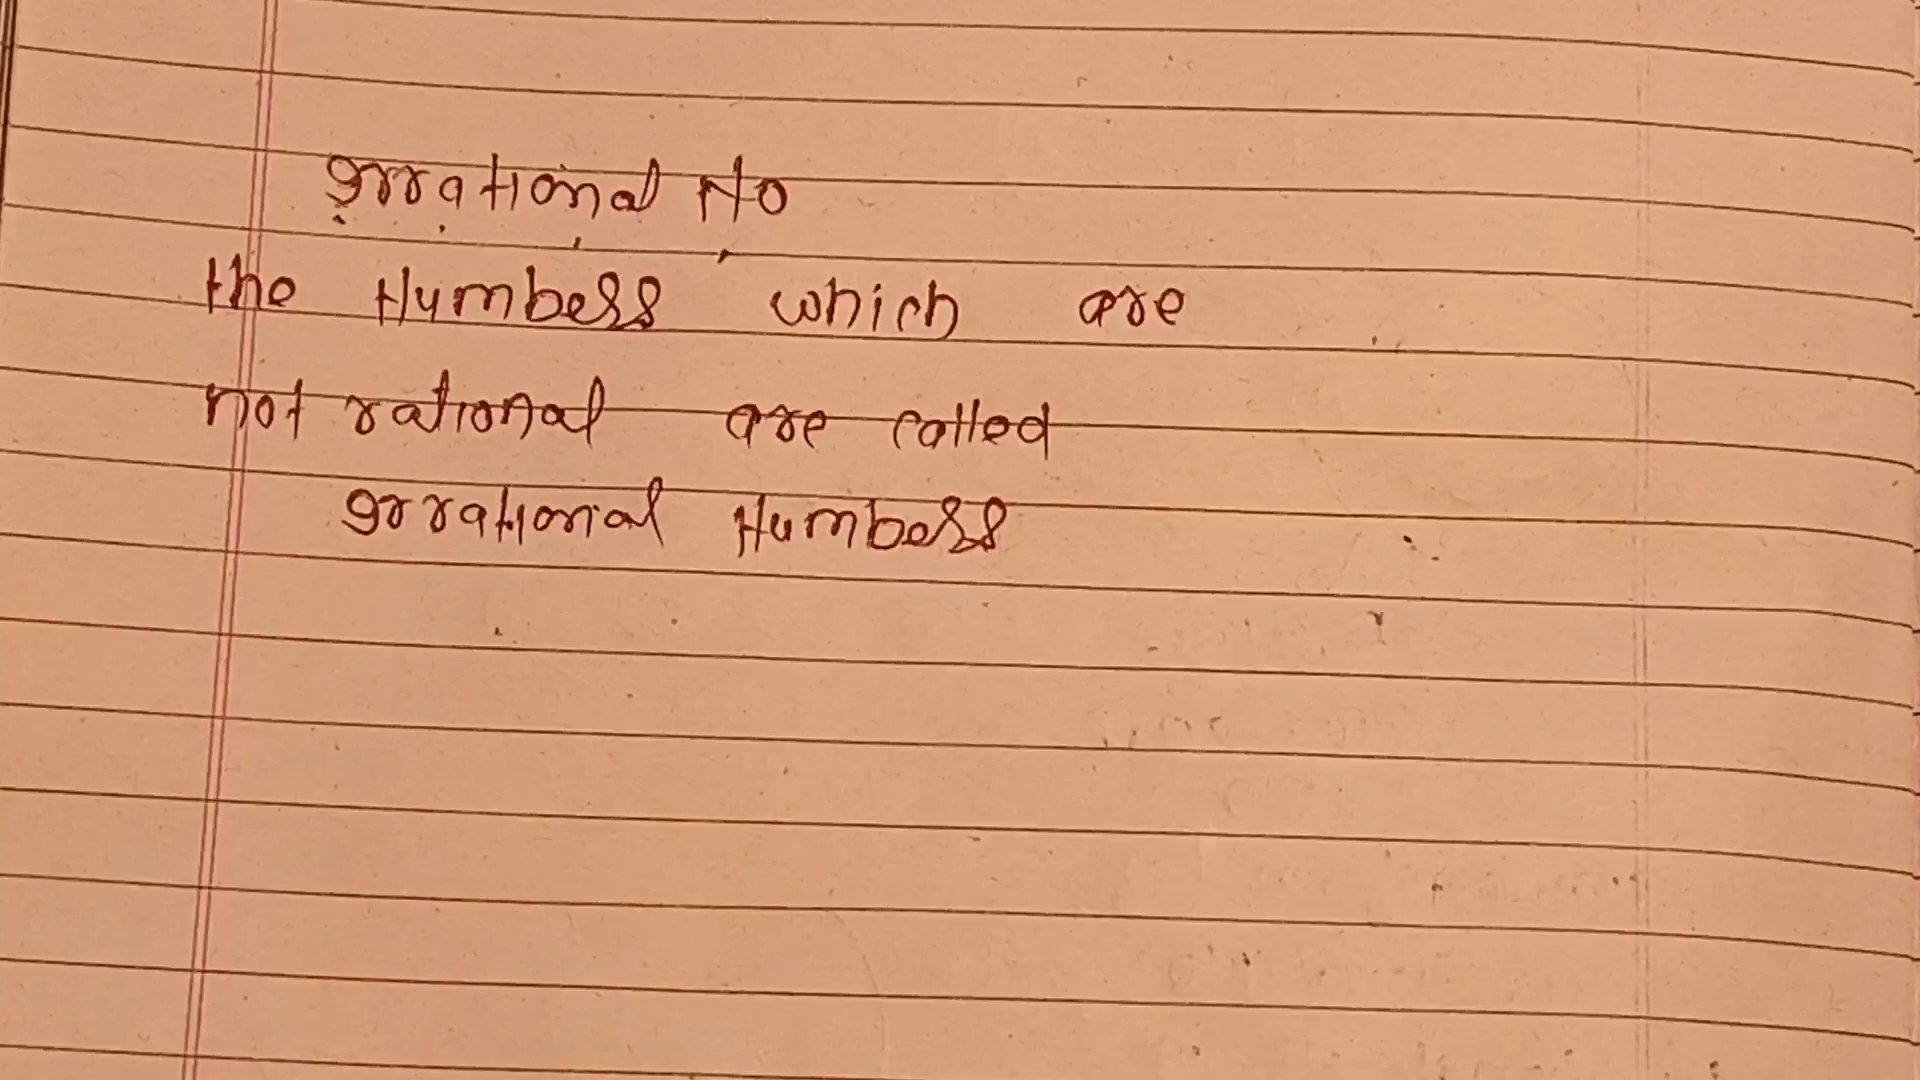 Irrational No
the Numbers which are
not rational are called
Irrational Numbers